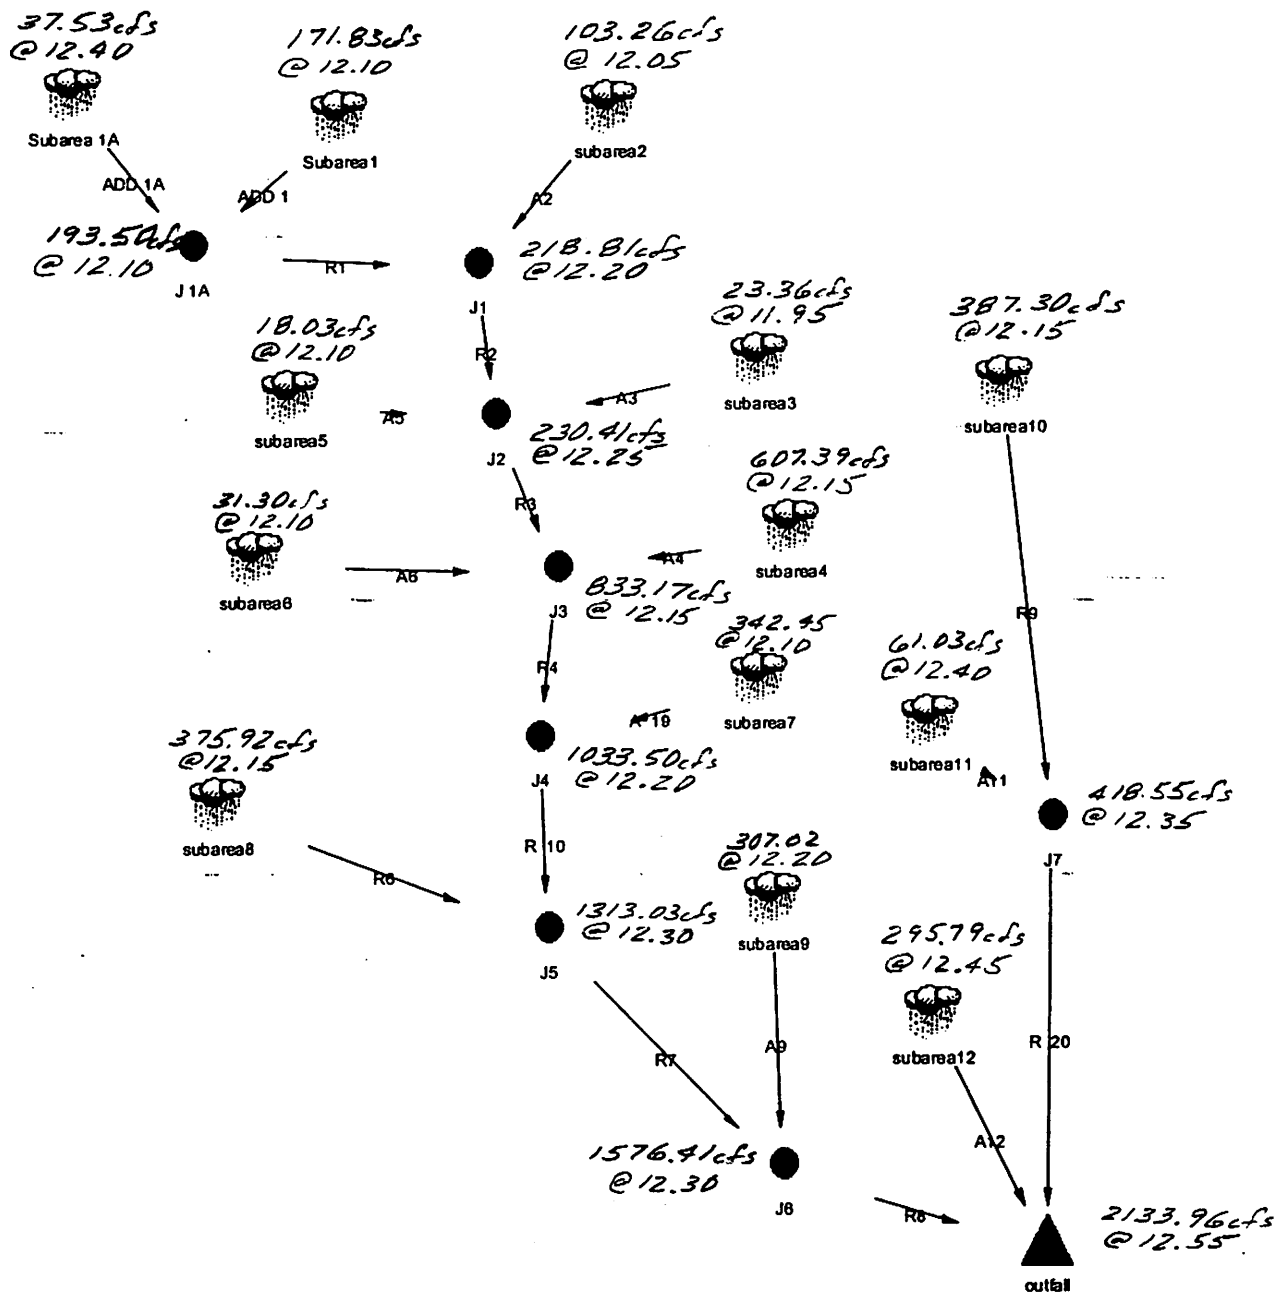 37.53cfs
@ 12.40
Subarea 1A
ADD 1A
171.83cfs
@ 12.10
Subarea1
ADD 1
103.26cfs
@ 12.05
subarea2
A2
193.50cfs
@ 12.10
J 1A
R1
218.81cfs
@ 12.20
J1
R2
18.03cfs
@ 12.10
subarea5
A5
23.36cfs
@ 11.95
subarea3
A3
387.30cfs
@ 12.15
subarea10
230.41cfs
@ 12.25
J2
R3
607.39cfs
@ 12.15
subarea4
A4
31.30cfs
@ 12.10
subarea6
A6
833.17cfs
@ 12.15
J3
R4
R9
342.45
@ 12.10
subarea7
A 19
61.03cfs
@ 12.40
subarea11
A11
375.92cfs
@ 12.15
subarea8
R6
1033.50cfs
@ 12.20
J4
R 10
418.55cfs
@ 12.35
J7
307.02
@ 12.20
subarea9
A9
1313.03cfs
@ 12.30
J5
R7
295.79cfs
@ 12.45
subarea12
A12
R 20
1576.41cfs
@ 12.30
J6
R8
2133.96cfs
@ 12.55
outfall